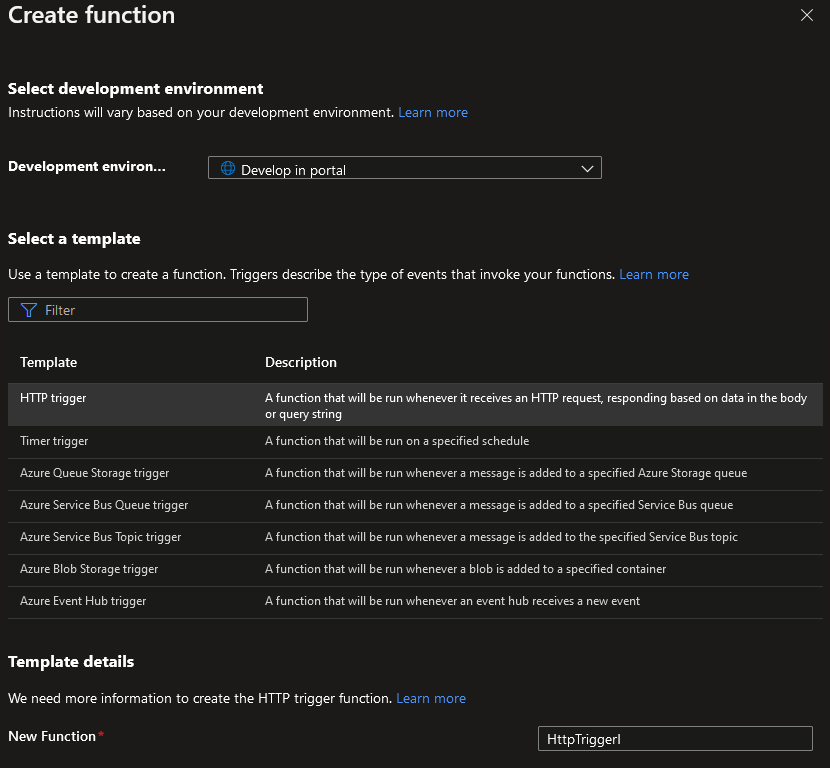 Create function
Select development environment
Instructions will vary based on your development environment. Learn more
Development environ... Develop in portal
Select a template
Use a template to create a function. Triggers describe the type of events that invoke your functions. Learn more
Filter
Template Description
HTTP trigger A function that will be run whenever it receives an HTTP request, responding based on data in the body
or query string
Timer trigger A function that will be run on a specified schedule
Azure Queue Storage trigger A function that will be run whenever a message is added to a specified Azure Storage queue
Azure Service Bus Queue trigger A function that will be run whenever a message is added to a specified Service Bus queue
Azure Service Bus Topic trigger A function that will be run whenever a message is added to the specified Service Bus topic
Azure Blob Storage trigger A function that will be run whenever a blob is added to a specified container
Azure Event Hub trigger A function that will be run whenever an event hub receives a new event
Template details
We need more information to create the HTTP trigger function. Learn more
New Function* HttpTriggerI